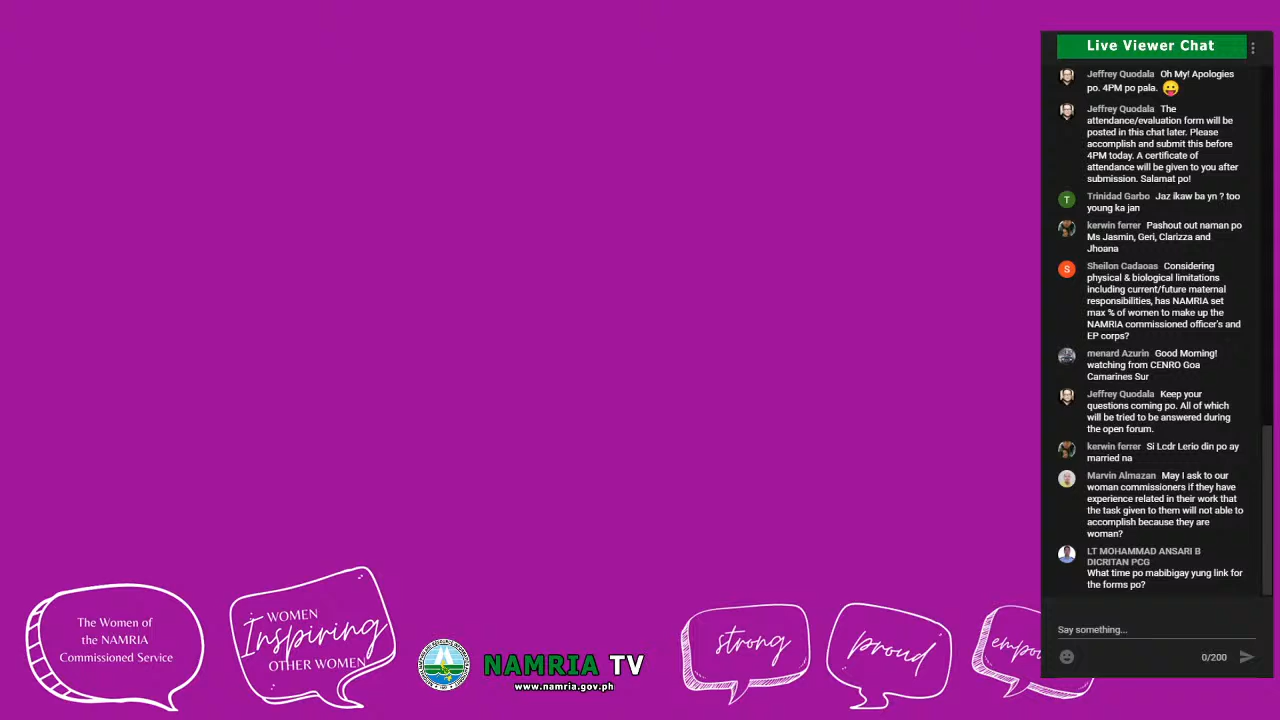 Live Viewer Chat
Jeffrey Quodala Oh My! Apologies
po. 4PM po pala.
Jeffrey Quodala The
attendance/evaluation form will be
posted in this chat later. Please
accomplish and submit this before
4PM today. A certificate of
attendance will be given to you after
submission. Salamat po!
T
Trinidad Garbo Jaz ikaw ba yn ? too
young ka jan
kerwin ferrer Pashout out naman po
Ms Jasmin, Geri, Clarizza and
Jhoana
S
Sheilon Cadaoas Considering
physical & biological limitations
including current/future maternal
responsibilities, has NAMRIA set
max % of women to make up the
NAMRIA commissioned officer's and
EP corps?
menard Azurin Good Morning!
watching from CENRO Goa
Camarines Sur
Jeffrey Quodala Keep your
questions coming po. All of which
will be tried to be answered during
the open forum.
kerwin ferrer Si Lcdr Lerio din po ay
married na
Marvin Almazan May I ask to our
woman commissioners if they have
experience related in their work that
the task given to them will not able to
accomplish because they are
woman?
LT MOHAMMAD ANSARI B
DICRITAN PCG
What time po mabibigay yung link for
the forms po?
Say something...
0/200
The Women of
the NAMRIA
Commissioned Service
WOMEN
Inspiring
OTHER WOMEN
NAMRIA TV
www.namria.gov.ph
strong
proud